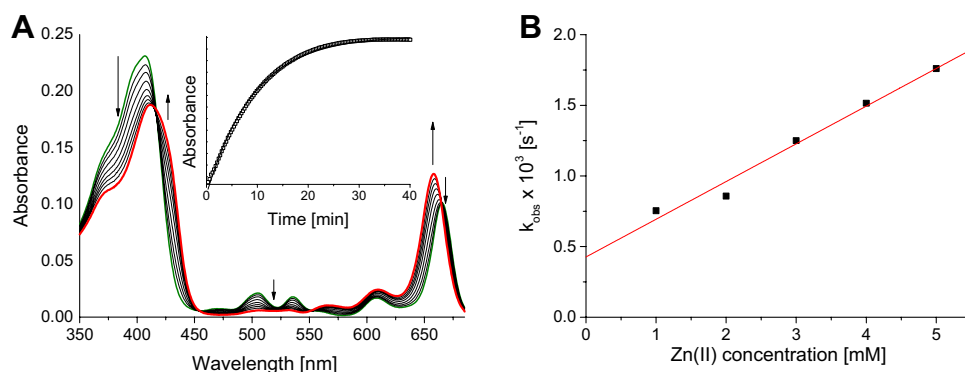 A
0.25
0.20
0.15
0.10
0.05
0.00
Absorbance
350 400 450 500 550 600 650
Wavelength [nm]
Absorbance
0 10 20 30 40
Time [min]
B
2.0
1.5
1.0
0.5
0.0
k_obs x 10³ [s⁻¹]
0 1 2 3 4 5
Zn(II) concentration [mM]